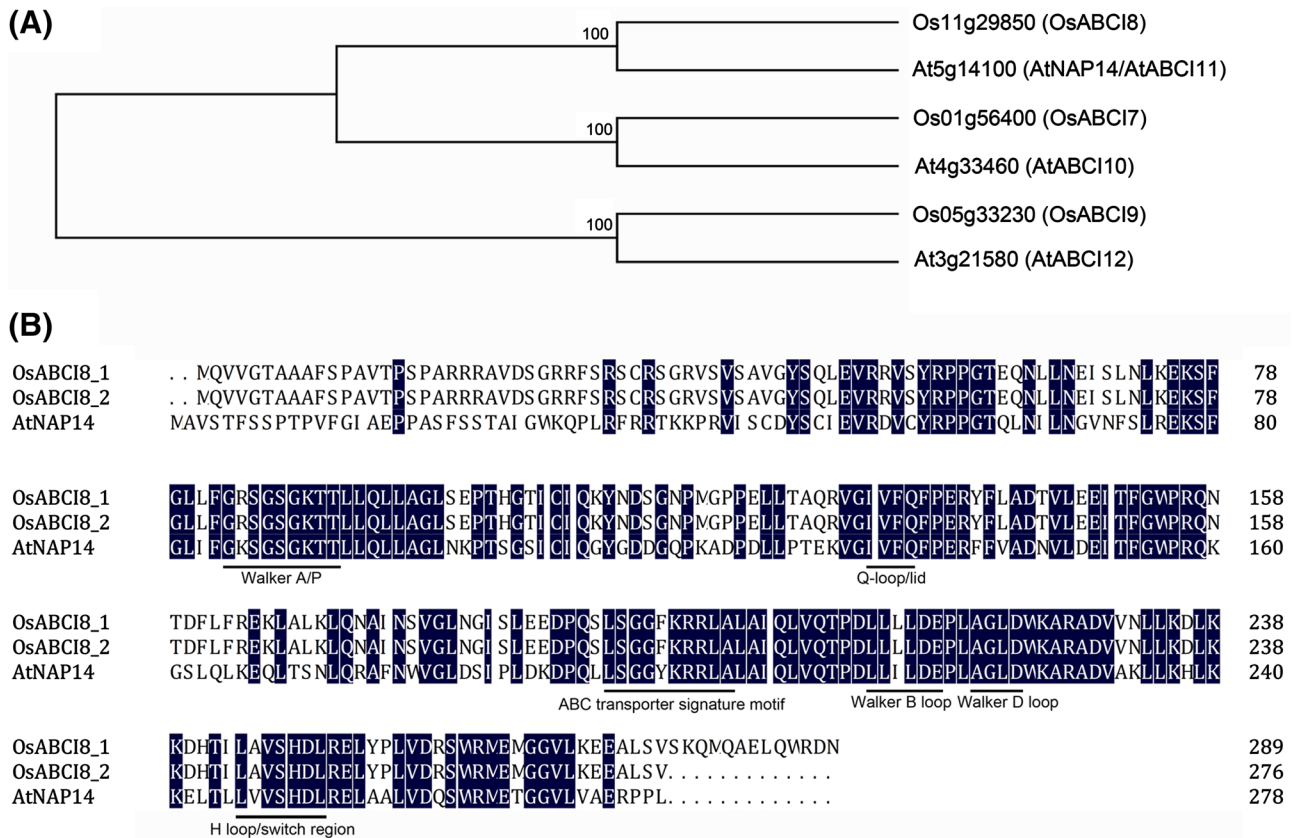 (A)
100
Os11g29850 (OsABCI8)
At5g14100 (AtNAP14/AtABCI11)
100
Os01g56400 (OsABCI7)
At4g33460 (AtABCI10)
100
Os05g33230 (OsABCI9)
At3g21580 (AtABCI12)
(B)
OsABCI8_1 ..MQVVGTAAAFSPAVTPSPARRRAVDSGRRFSRSCRSGRVSVSAVGYSQLEVRRVSYRPPGTEQNLLNEISLNLKEKSF 78
OsABCI8_2 ..MQVVGTAAAFSPAVTPSPARRRAVDSGRRFSRSCRSGRVSVSAVGYSQLEVRRVSYRPPGTEQNLLNEISLNLKEKSF 78
AtNAP14 MAVSTFSSPTPVFGIAEPPASFSSTAIGWKQPLRFRRTKKPRVISCDYSCIEVRDVCYRPPGTQLNILNGVNFSLREKSF 80
OsABCI8_1 GLLFGRSGSGKTTLLQLLAGLSEPTHGTICIQKYNDSGNPMGPPELLTAQRVGIVFQFPERYFLADTVLEEITFGWPRQN 158
OsABCI8_2 GLLFGRSGSGKTTLLQLLAGLSEPTHGTICIQKYNDSGNPMGPPELLTAQRVGIVFQFPERYFLADTVLEEITFGWPRQN 158
AtNAP14 GLIFGKSGSGKTTLLQLLAGLNKPTSGSICIQGYGDDGQPKADPDLLPTEKVGIVFQFPERFFVADNVLDEITFGWPRQK 160
Walker A/P
Q-loop/lid
OsABCI8_1 TDFLFREKLALKLQNAINSVGLNGISLEEDPQSLSGGFKRRLALAIQLVQTPDLLLLDEPLAGLDWKARADVVNLLKDLK 238
OsABCI8_2 TDFLFREKLALKLQNAINSVGLNGISLEEDPQSLSGGFKRRLALAIQLVQTPDLLLLDEPLAGLDWKARADVVNLLKDLK 238
AtNAP14 GSLQLKEQLTSNLQRAFNWVGLDSIPLDKDPQLLSGGYKRRLALAIQLVQTPDLLILDEPLAGLDWKARADVAKLLKHLK 240
ABC transporter signature motif
Walker B loop
Walker D loop
OsABCI8_1 KDHTILAVSHDLRELYPLVDRSWRMEMGGVLKEEALSVSKQMQAELQWRDN 289
OsABCI8_2 KDHTILAVSHDLRELYPLVDRSWRMEMGGVLKEEALSV............. 276
AtNAP14 KELTLLVVSHDLRELAALVDQSWRMETGGVLVAERPPL............. 278
H loop/switch region